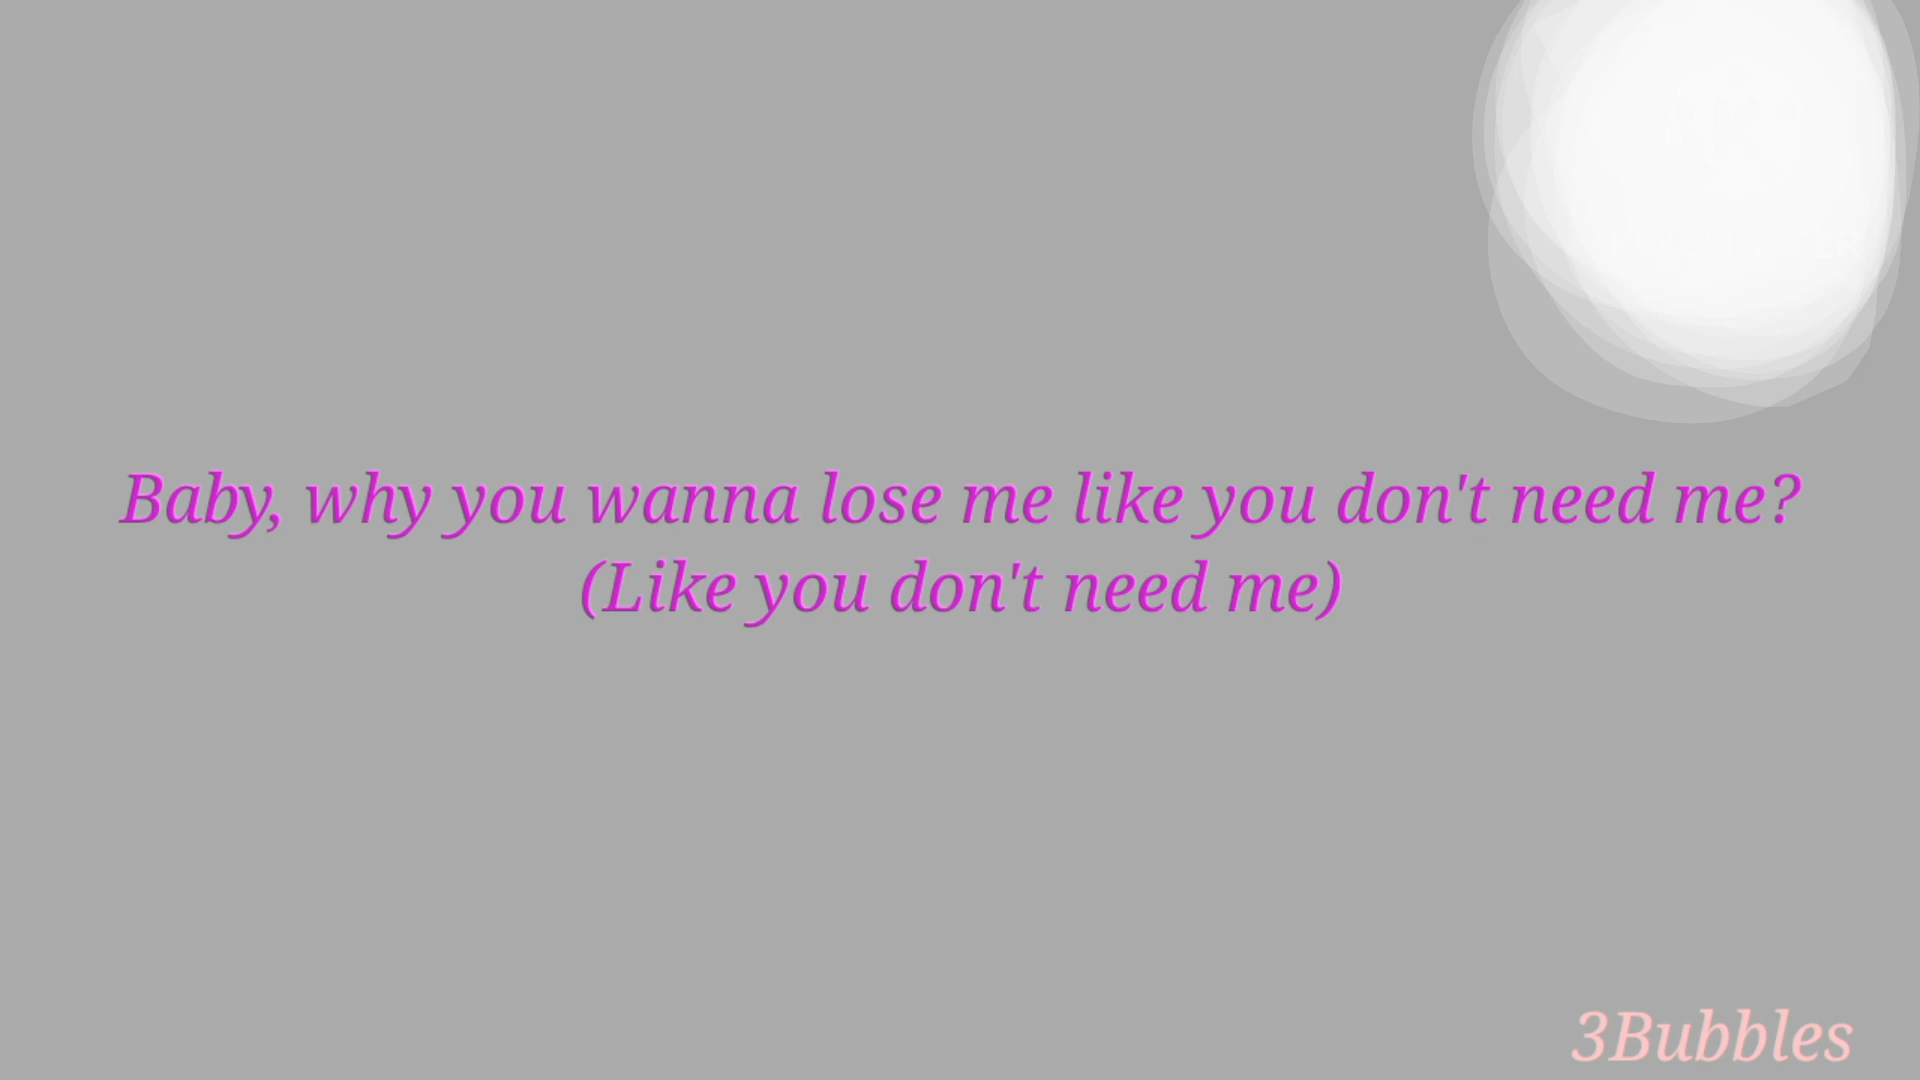 Baby, why you wanna lose me like you don't need me?
(Like you don't need me)
3Bubbles